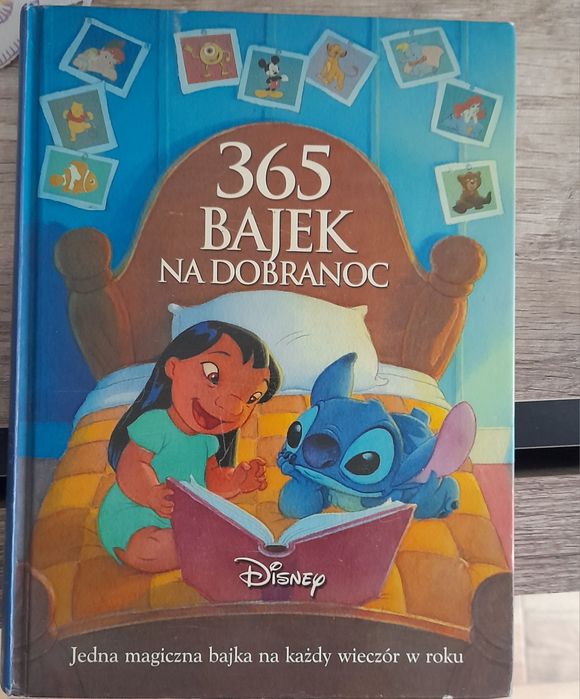 365
BAJEK
NA DOBRANOC
Disney
Jedna magiczna bajka na każdy wieczór w roku